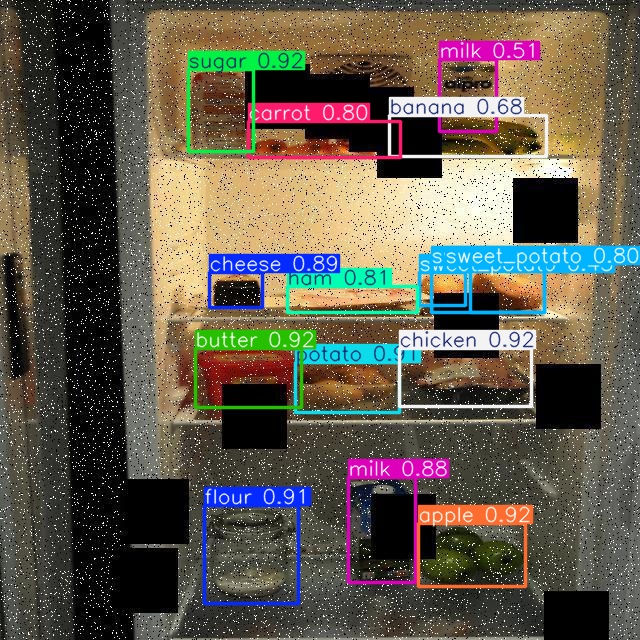 sugar 0.92
milk 0.51
alpro
carrot 0.80
banana 0.68
cheese 0.89
ham 0.81
sweet_potato 0.80
butter 0.92
potato 0.91
chicken 0.92
milk 0.88
flour 0.91
apple 0.92